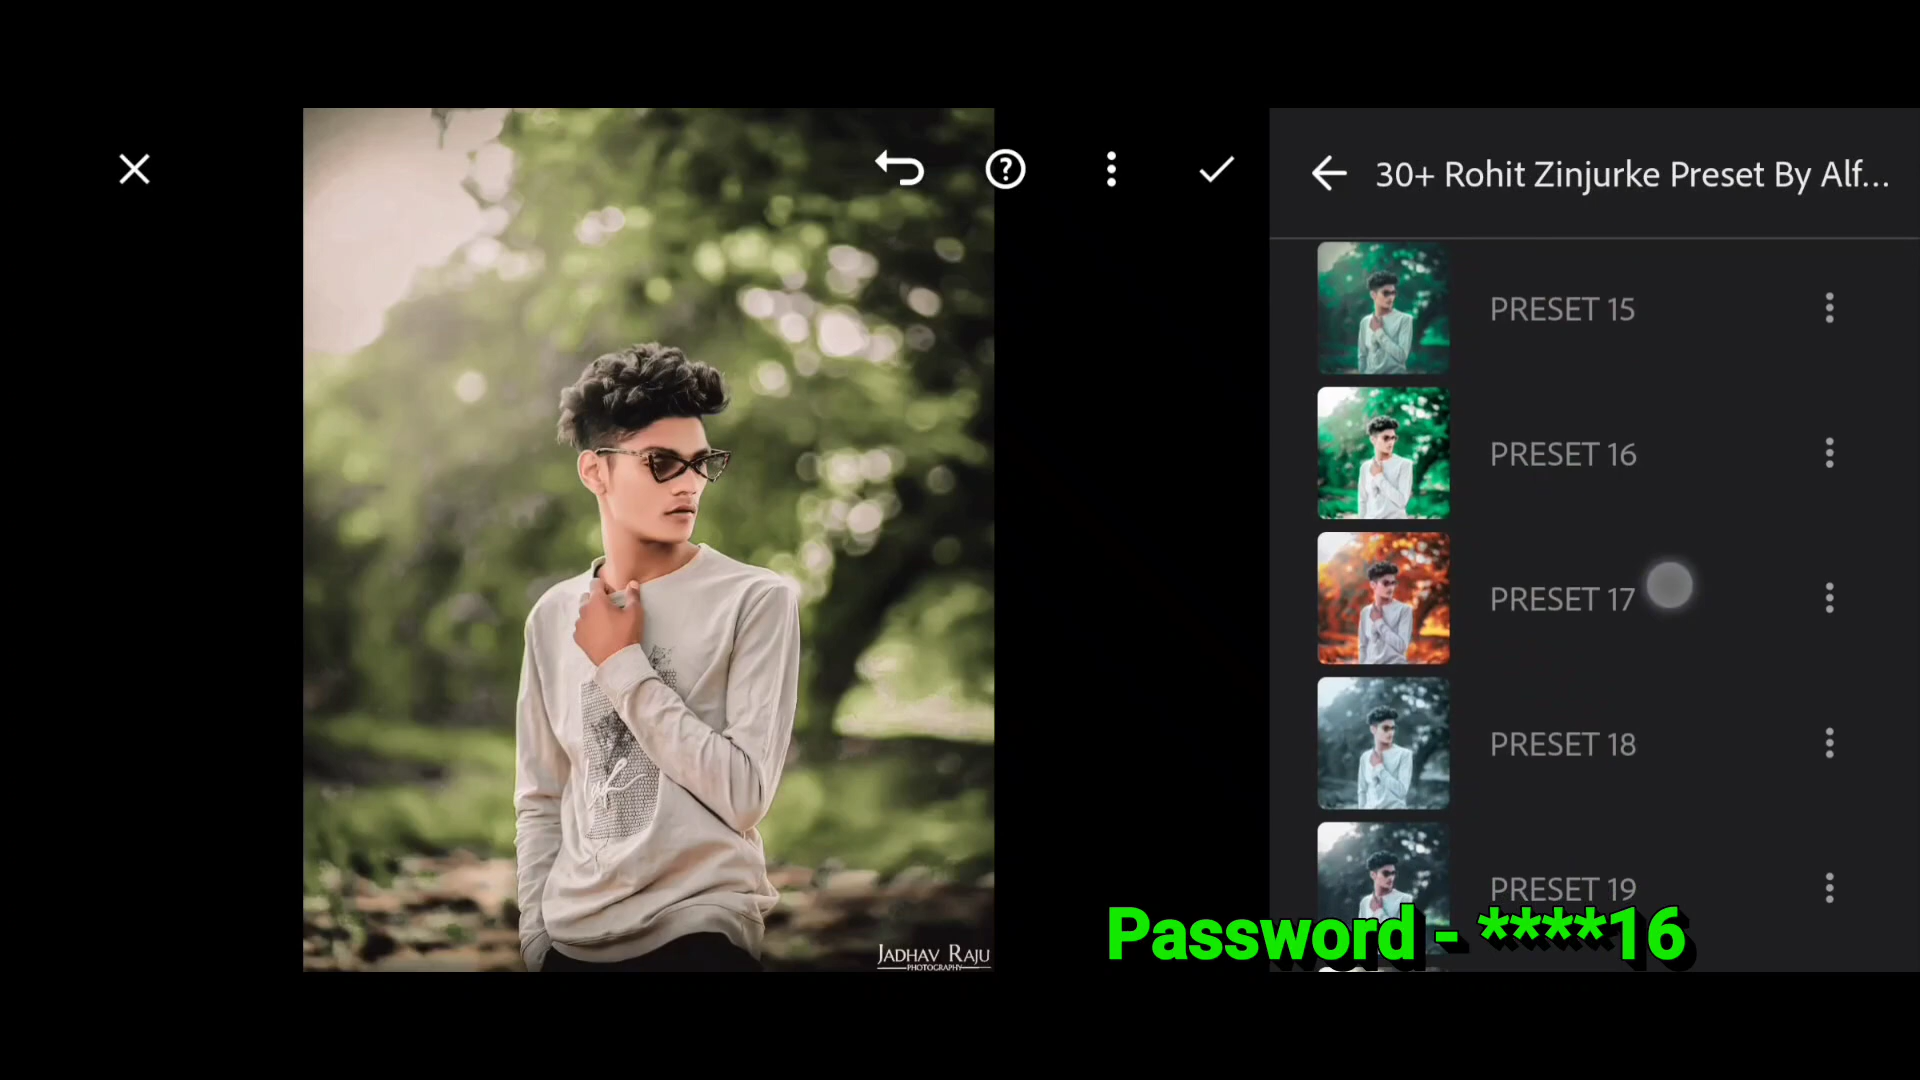 30+ Rohit Zinjurke Preset By Alf...
PRESET 15
PRESET 16
PRESET 17
PRESET 18
PRESET 19
Password - ****16
JADHAV RAJU
PHOTOGRAPHY